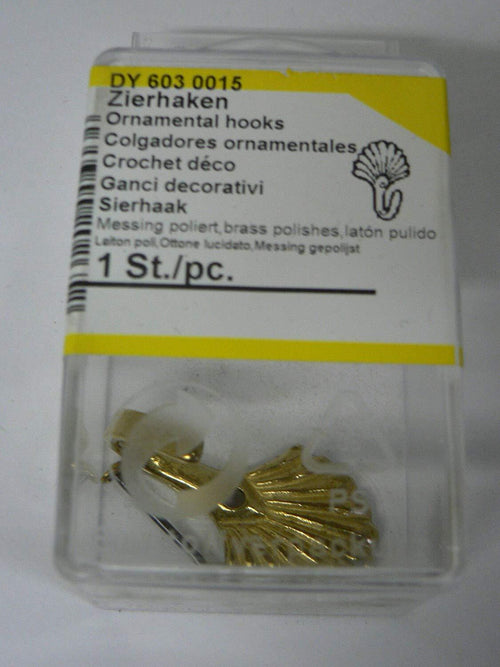 DY 603 0015
Zierhaken
Ornamental hooks
Colgadores ornamentales
Crochet déco
Ganci decorativi
Sierhaak
Messing poliert,brass polishes,latón pulido
Laiton poli,Ottone lucidato,Messing gepolijst
1 St./pc.
PS